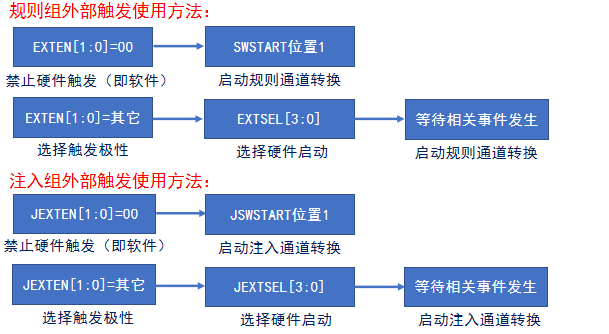 规则组外部触发使用方法：
EXTEN[1:0]=00
SWSTART位置1
禁止硬件触发（即软件）
启动规则通道转换
EXTEN[1:0]=其它
EXTSEL[3:0]
等待相关事件发生
选择触发极性
选择硬件启动
启动规则通道转换
注入组外部触发使用方法：
JEXTEN[1:0]=00
JSWSTART位置1
禁止硬件触发（即软件）
启动注入通道转换
JEXTEN[1:0]=其它
JEXTSEL[3:0]
等待相关事件发生
选择触发极性
选择硬件启动
启动注入通道转换